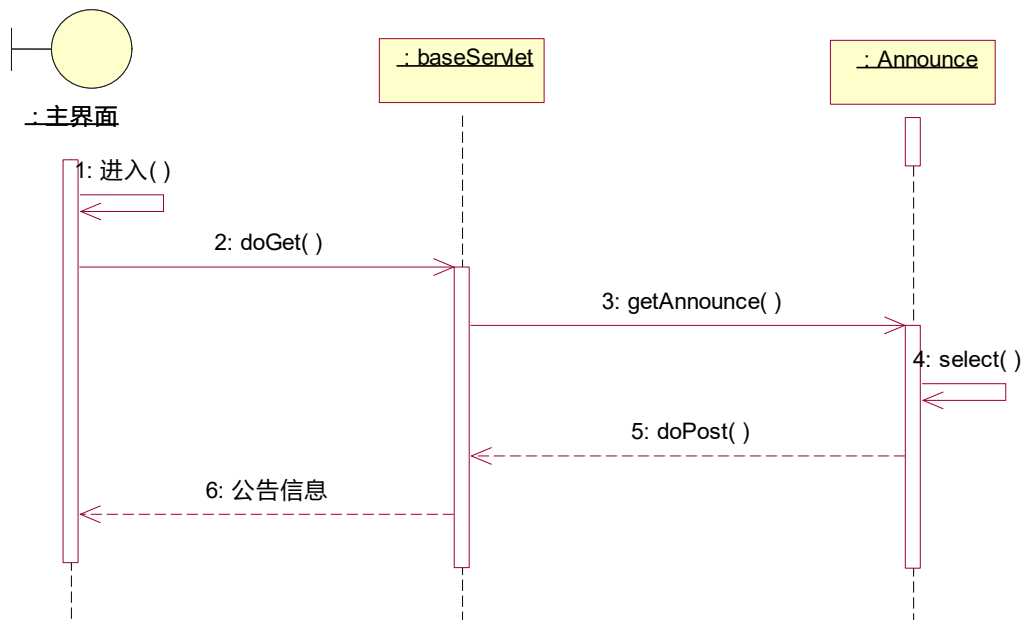 : baseServlet
: Announce
: 主界面
1: 进入( )
2: doGet( )
3: getAnnounce( )
4: select( )
5: doPost( )
6: 公告信息